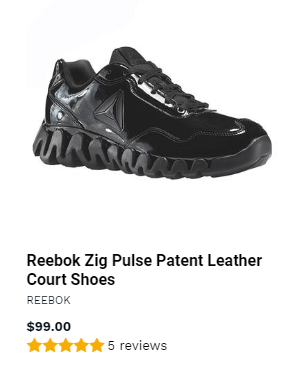 Reebok Zig Pulse Patent Leather
Court Shoes
REEBOK
$99.00
5 reviews